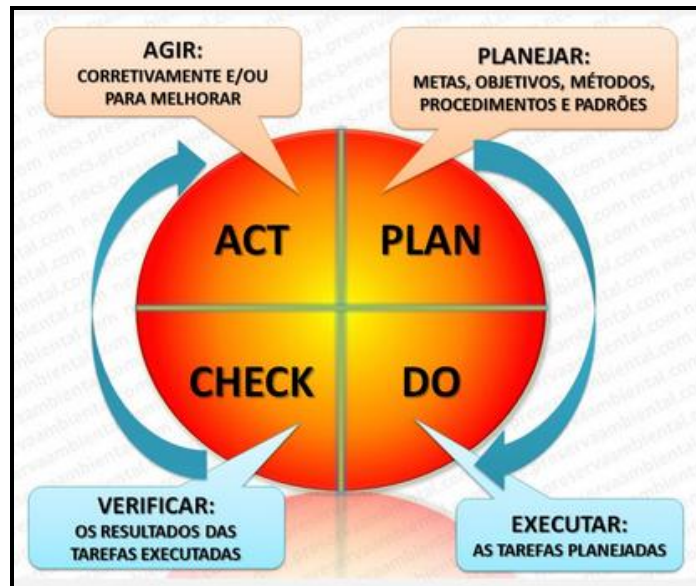 AGIR:
CORRETIVAMENTE E/OU
PARA MELHORAR
PLANEJAR:
METAS, OBJETIVOS, MÉTODOS,
PROCEDIMENTOS E PADRÕES
ACT
PLAN
CHECK
DO
VERIFICAR:
OS RESULTADOS DAS
TAREFAS EXECUTADAS
EXECUTAR:
AS TAREFAS PLANEJADAS